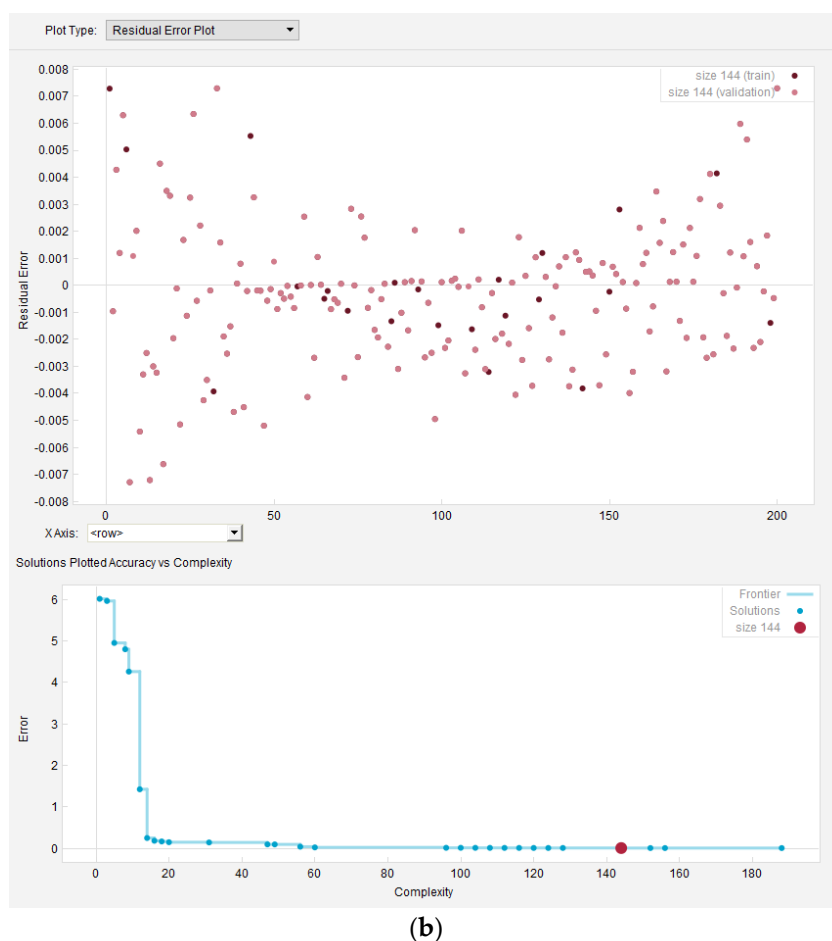 Plot Type: Residual Error Plot
0.008
size 144 (train)
0.007
size 144 (validation)
0.006
0.005
0.004
0.003
0.002
0.001
0
-0.001
-0.002
-0.003
-0.004
-0.005
-0.006
-0.007
-0.008
Residual Error
0 50 100 150 200
X Axis: <row>
Solutions Plotted Accuracy vs Complexity
Frontier
Solutions
size 144
6
5
4
3
2
1
0
Error
0 20 40 60 80 100 120 140 160 180
Complexity
(b)